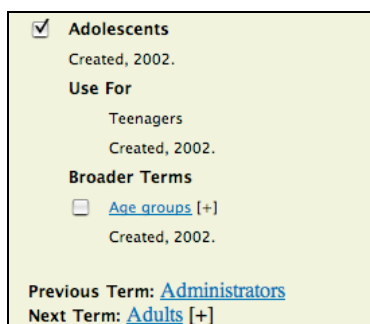 Adolescents
Created, 2002.
Use For
Teenagers
Created, 2002.
Broader Terms
Age groups [+]
Created, 2002.
Previous Term: Administrators
Next Term: Adults [+]